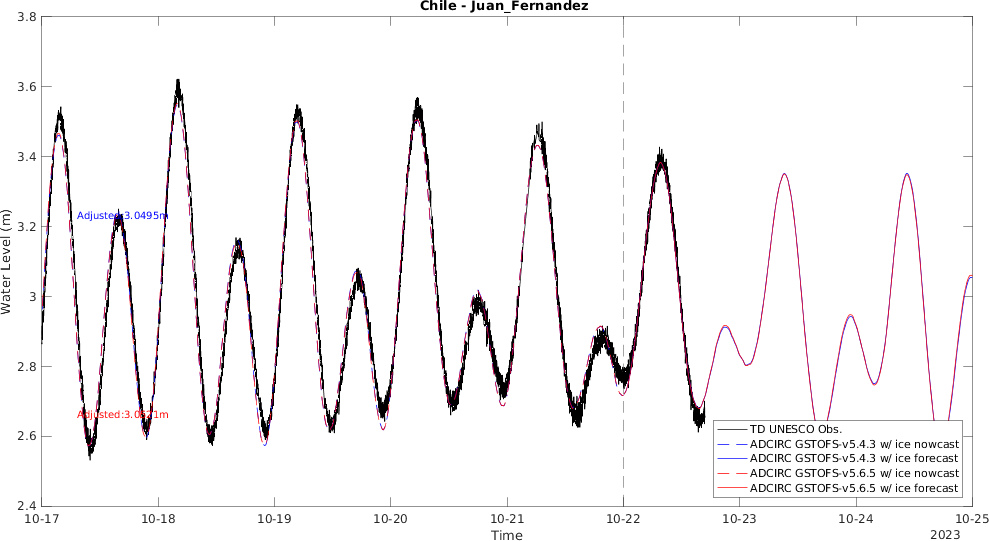 Chile - Juan_Fernandez
3.8
3.6
3.4
3.2
3
2.8
2.6
2.4
Water Level (m)
Adjusted:3.0495m
Adjusted:3.0521m
TD UNESCO Obs.
ADCIRC GSTOFS-v5.4.3 w/ ice nowcast
ADCIRC GSTOFS-v5.4.3 w/ ice forecast
ADCIRC GSTOFS-v5.6.5 w/ ice nowcast
ADCIRC GSTOFS-v5.6.5 w/ ice forecast
10-17 10-18 10-19 10-20 10-21 10-22 10-23 10-24 10-25
Time
2023